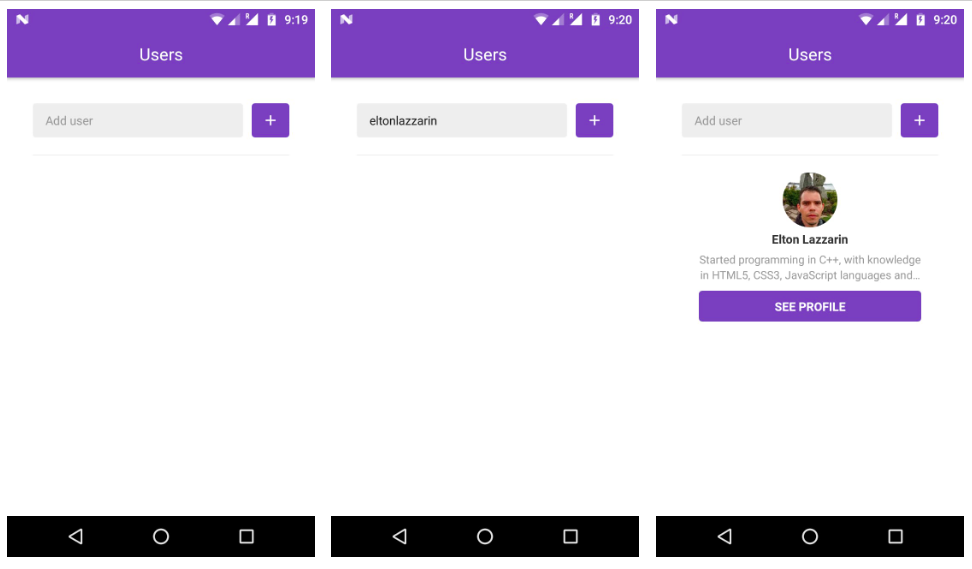 9:19
Users
Add user
+
9:20
Users
eltonlazzarin
+
9:20
Users
Add user
+
Elton Lazzarin
Started programming in C++, with knowledge
in HTML5, CSS3, JavaScript languages and...
SEE PROFILE